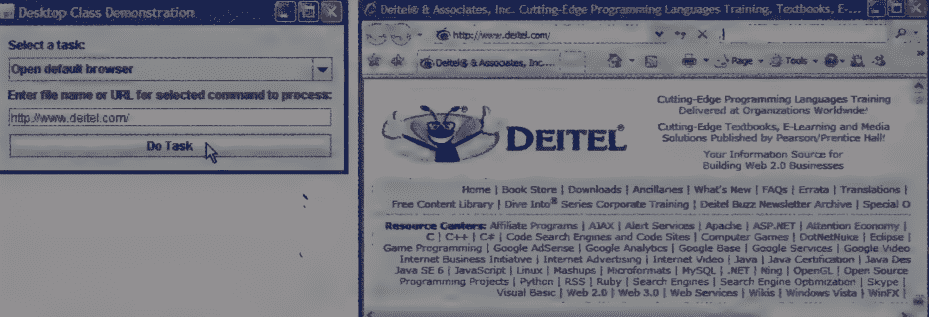 Desktop Class Demonstration
Select a task:
Open default browser
Enter file name or URL for selected command to process:
http://www.deitel.com/
Do Task
Deitel® & Associates, Inc. Cutting-Edge Programming Languages Training, Textbooks, E-...
http://www.deitel.com/
Deitel® & Associates, Inc....
Page
Tools
DEITEL®
Cutting-Edge Programming Languages Training
Delivered at Organizations Worldwide!
Cutting-Edge Textbooks, E-Learning and Media
Solutions Published by Pearson/Prentice Hall!
Your Information Source for
Building Web 2.0 Businesses
Home | Book Store | Downloads | Ancillaries | What's New | FAQs | Errata | Translations |
Free Content Library | Dive Into® Series Corporate Training | Deitel Buzz Newsletter Archive | Special O
Resource Centers: Affiliate Programs | AJAX | Alert Services | Apache | ASP.NET | Attention Economy |
C | C++ | C# | Code Search Engines and Code Sites | Computer Games | DotNetNuke | Eclipse |
Game Programming | Google AdSense | Google Analytics | Google Base | Google Services | Google Video
Internet Business Initiative | Internet Advertising | Internet Video | Java | Java Certification | Java Des
Java SE 6 | JavaScript | Linux | Mashups | Microformats | MySQL | .NET | Ning | OpenGL | Open Source
Programming Projects | Python | RSS | Ruby | Search Engines | Search Engine Optimization | Skype |
Visual Basic | Web 2.0 | Web 3.0 | Web Services | Wikis | Windows Vista | WinFX |